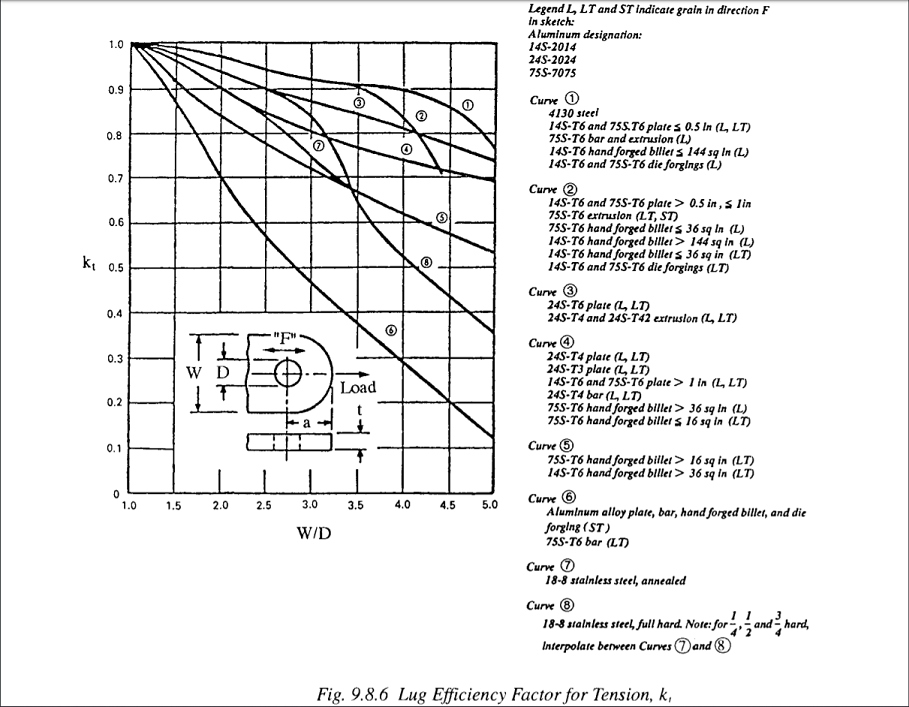 Legend L, LT and ST indicate grain in direction F
in sketch:
Aluminum designation:
14S-2014
24S-2024
75S-7075
Curve ①
4130 steel
14S-T6 and 75S.T6 plate ≤ 0.5 in (L, LT)
75S-T6 bar and extrusion (L)
14S-T6 hand forged billet ≤ 144 sq in (L)
14S-T6 and 75S-T6 die forgings (L)
Curve ②
14S-T6 and 75S-T6 plate > 0.5 in, ≤ 1in
75S-T6 extrusion (LT, ST)
75S-T6 hand forged billet ≤ 36 sq in (L)
14S-T6 hand forged billet > 144 sq in (L)
14S-T6 hand forged billet ≤ 36 sq in (LT)
14S-T6 and 75S-T6 die forgings (LT)
Curve ③
24S-T6 plate (L, LT)
24S-T4 and 24S-T42 extrusion (L, LT)
Curve ④
24S-T4 plate (L, LT)
24S-T3 plate (L, LT)
14S-T6 and 75S-T6 plate > 1 in (L, LT)
24S-T4 bar (L, LT)
75S-T6 hand forged billet > 36 sq in (L)
75S-T6 hand forged billet ≤ 16 sq in (LT)
Curve ⑤
75S-T6 hand forged billet > 16 sq in (LT)
14S-T6 hand forged billet > 36 sq in (LT)
Curve ⑥
Aluminum alloy plate, bar, hand forged billet, and die
forging (ST)
75S-T6 bar (LT)
Curve ⑦
18-8 stainless steel, annealed
Curve ⑧
18-8 stainless steel, full hard. Note: for 1/4, 1/2 and 3/4 hard,
Interpolate between Curves ⑦ and ⑧
1.0
0.9
0.8
0.7
0.6
0.5
0.4
0.3
0.2
0.1
0
kt
①
②
③
④
⑤
⑥
⑦
⑧
"F"
W
D
Load
a
t
1.0 1.5 2.0 2.5 3.0 3.5 4.0 4.5 5.0
W/D
Fig. 9.8.6 Lug Efficiency Factor for Tension, kt